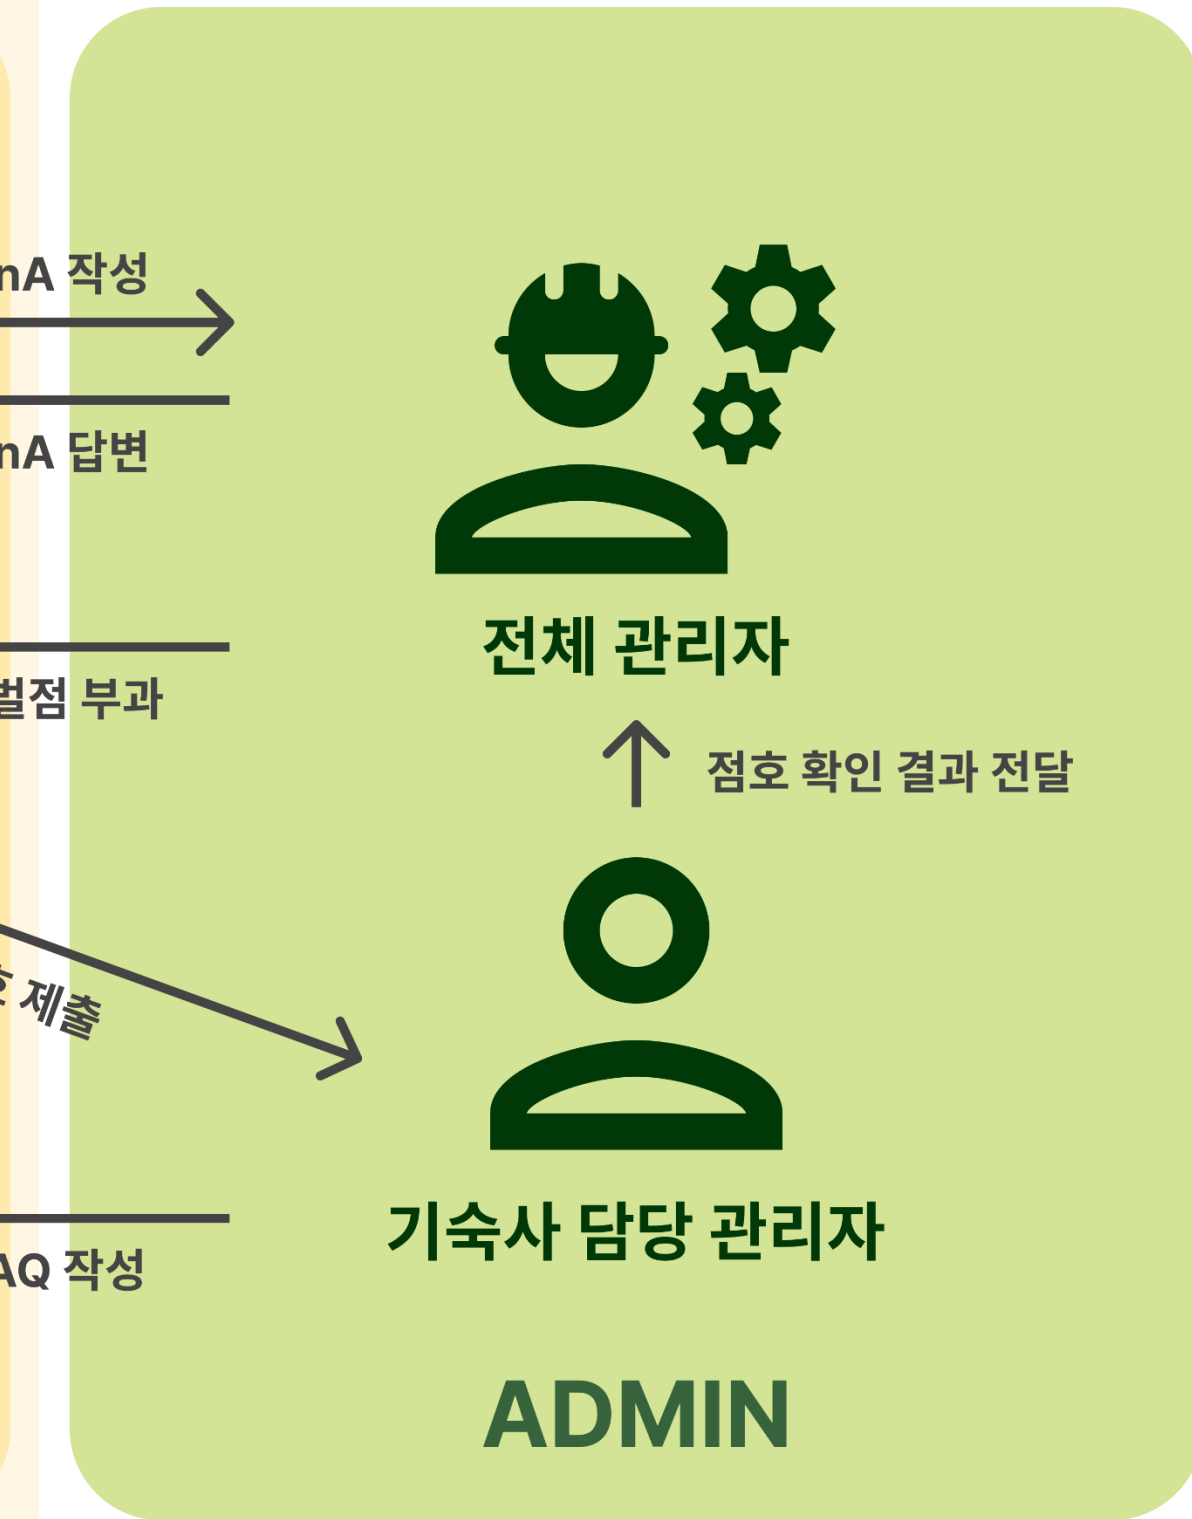 nA 작성
nA 답변
전체 관리자
벌점 부과
점호 확인 결과 전달
제출
기숙사 담당 관리자
AQ 작성
ADMIN